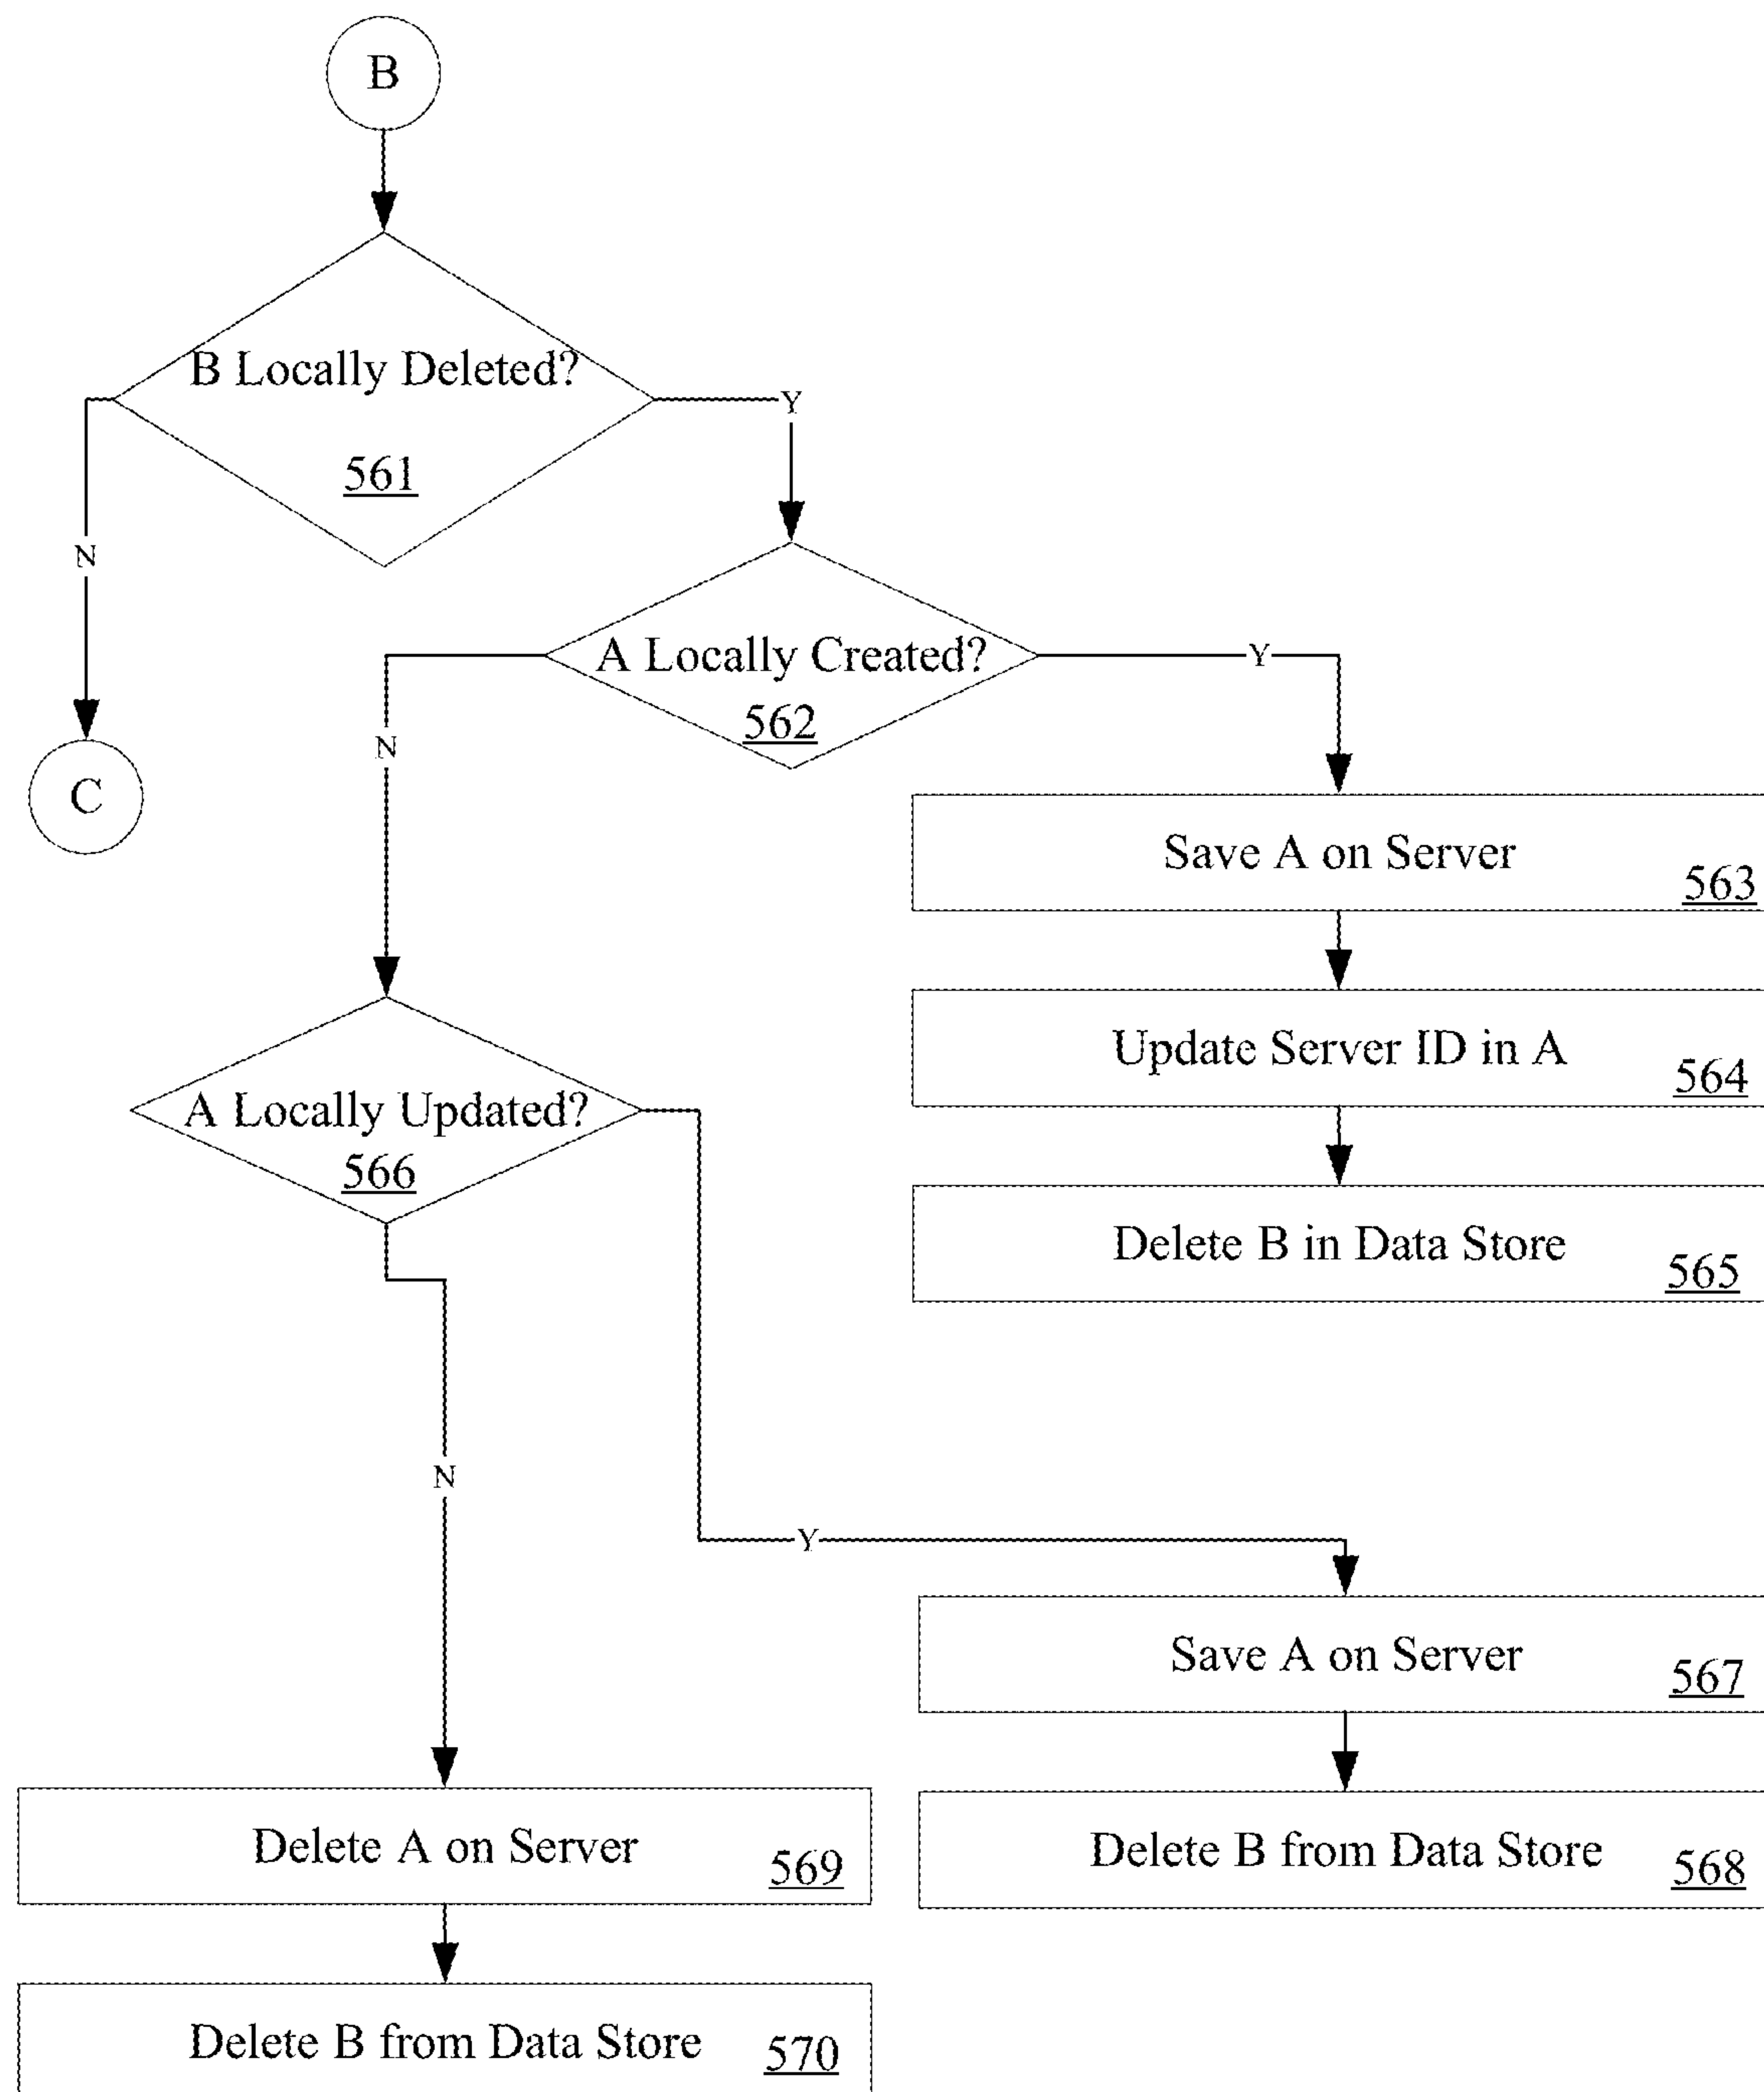 B
B Locally Deleted?
561
Y
N
A Locally Created?
562
Y
N
C
Save A on Server
563
Update Server ID in A
564
A Locally Updated?
566
Delete B in Data Store
565
N
Y
Save A on Server
567
Delete A on Server
569
Delete B from Data Store
568
Delete B from Data Store
570